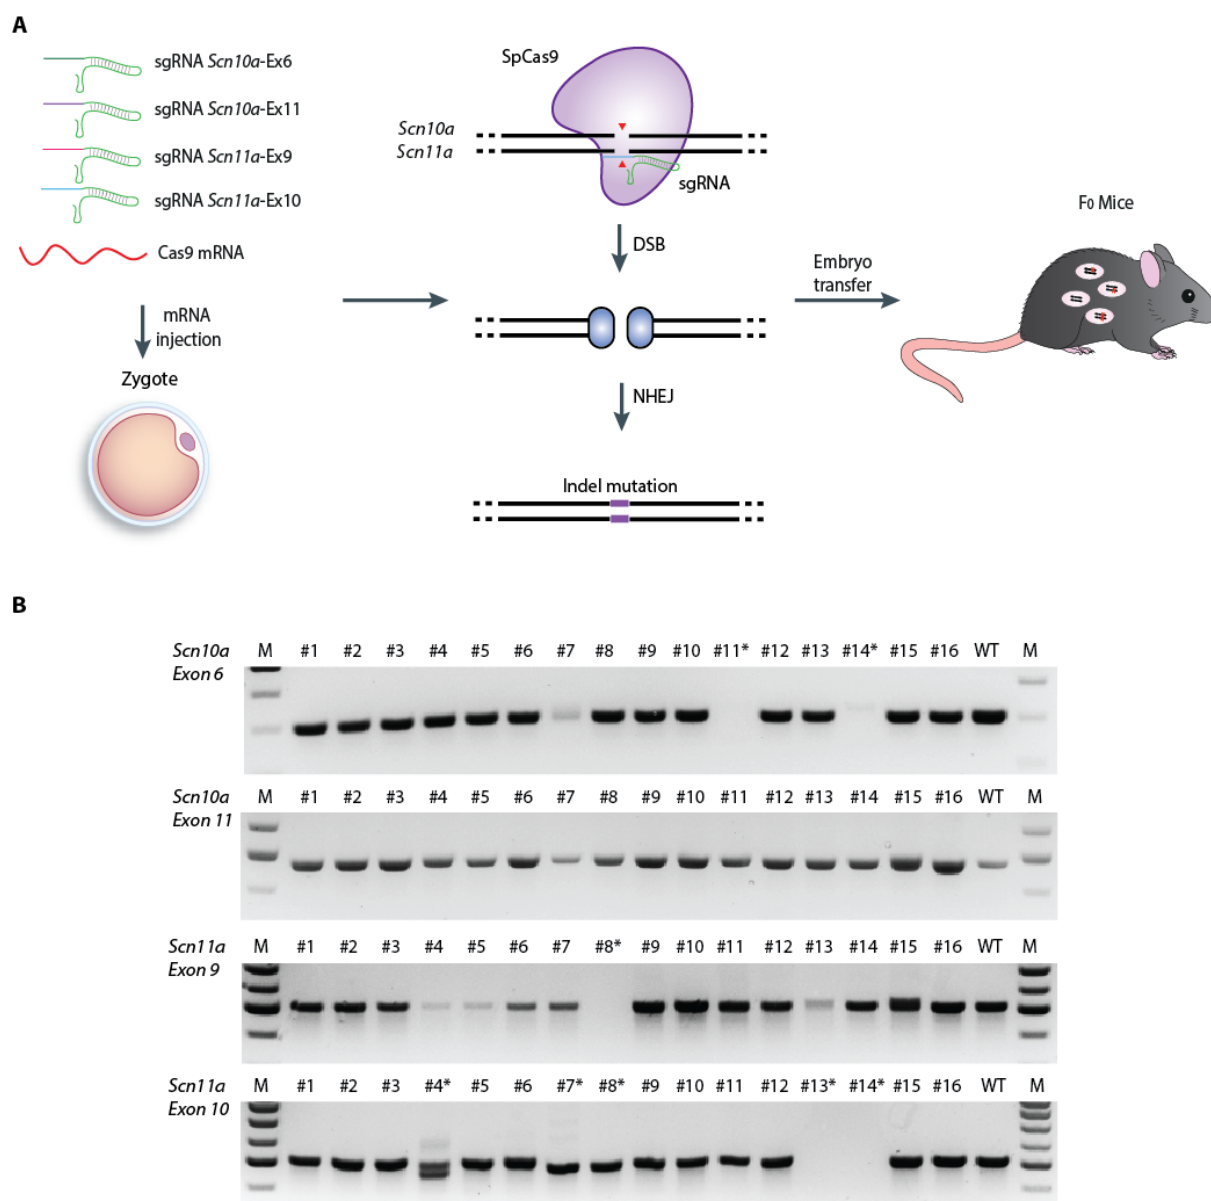 A
sgRNA Scn10a-Ex6
sgRNA Scn10a-Ex11
sgRNA Scn11a-Ex9
sgRNA Scn11a-Ex10
Cas9 mRNA
mRNA
injection
Zygote
SpCas9
Scn10a
Scn11a
sgRNA
DSB
NHEJ
Indel mutation
Embryo
transfer
F0 Mice
B
Scn10a M #1 #2 #3 #4 #5 #6 #7 #8 #9 #10 #11* #12 #13 #14* #15 #16 WT M
Exon 6
Scn10a M #1 #2 #3 #4 #5 #6 #7 #8 #9 #10 #11 #12 #13 #14 #15 #16 WT M
Exon 11
Scn11a M #1 #2 #3 #4 #5 #6 #7 #8* #9 #10 #11 #12 #13 #14 #15 #16 WT M
Exon 9
Scn11a M #1 #2 #3 #4* #5 #6 #7* #8* #9 #10 #11 #12 #13* #14* #15 #16 WT M
Exon 10